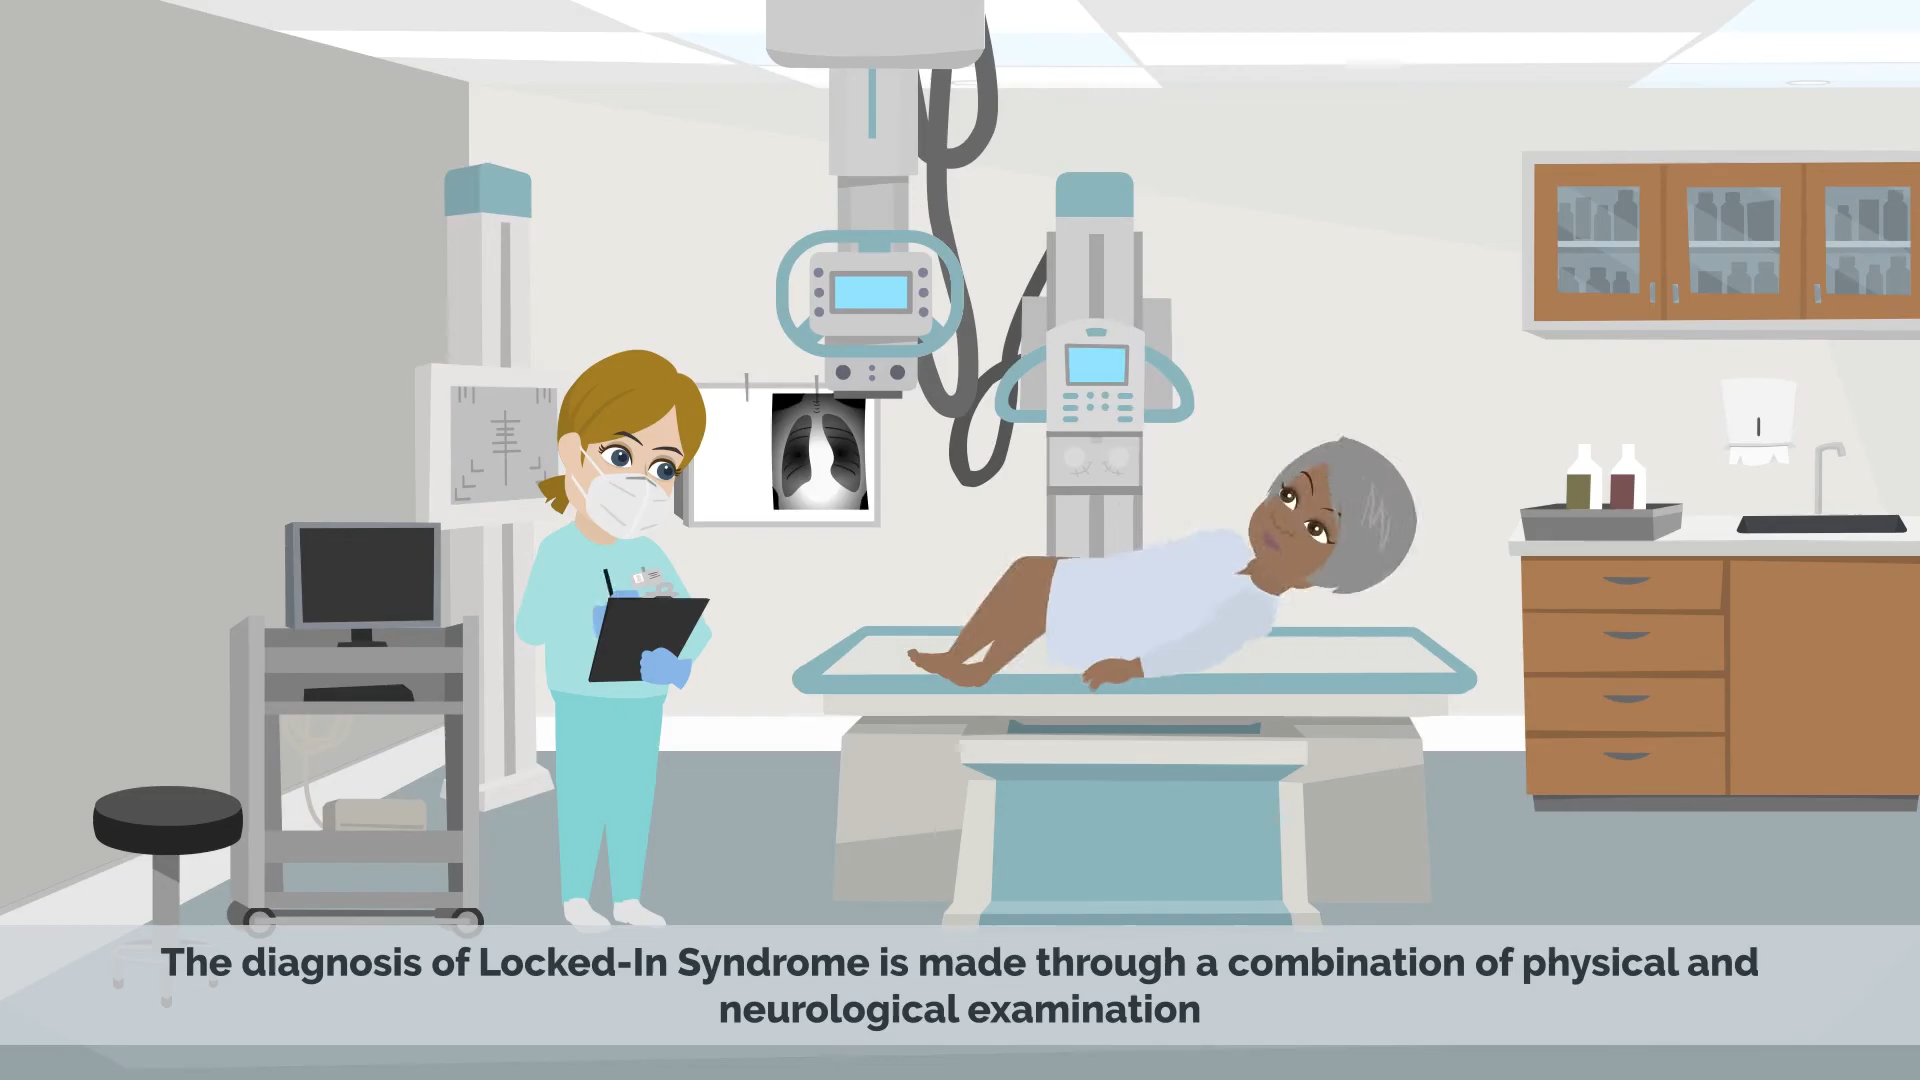 The diagnosis of Locked-In Syndrome is made through a combination of physical and
neurological examination